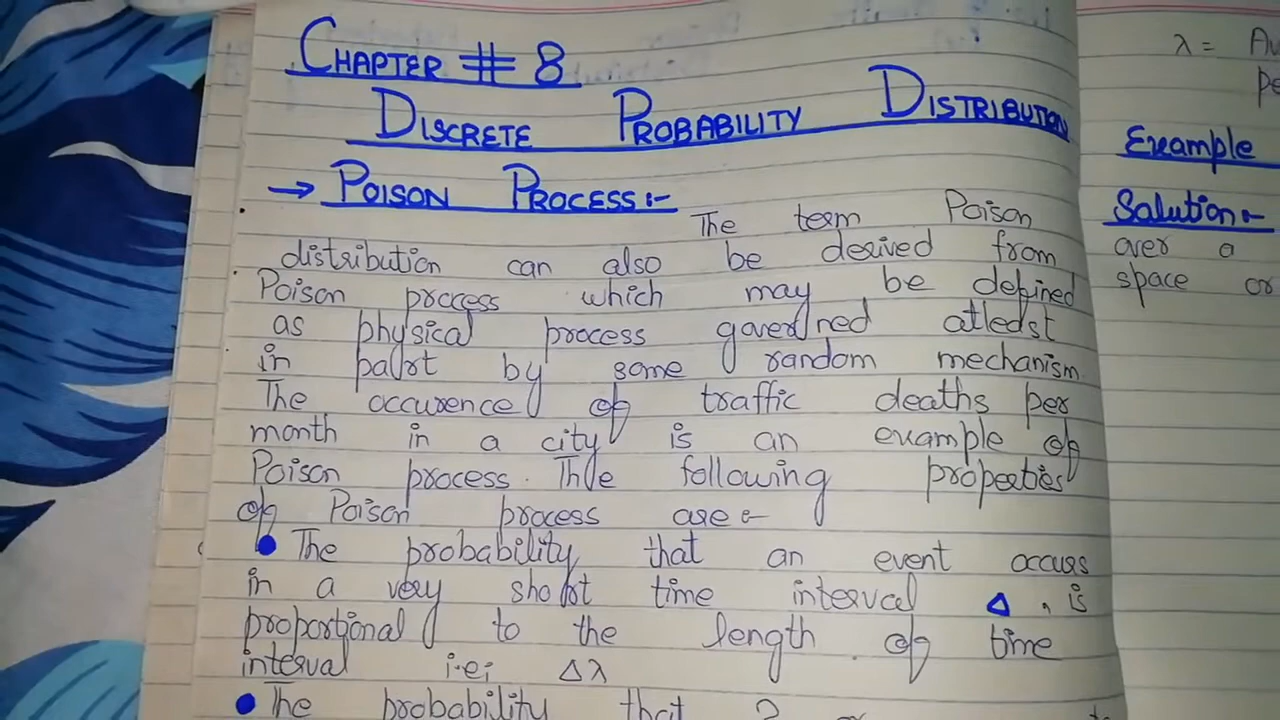 CHAPTER # 8
DISCRETE PROBABILITY DISTRIBUTION
→ POISON PROCESS:-
The term Poison
distribution can also be derived from
Poison process which may be defined
as physical process governed atleast
in part by some random mechanism
The occurence of traffic deaths per
month in a city is an example of
Poison process. The following properties
of Poison process are:-
• The probability that an event occurs
in a very short time interval Δ, is
proportional to the length of time
interval i.e; Δλ
• The probability that 2 or
λ =
Example
Solution:-
over a
space or